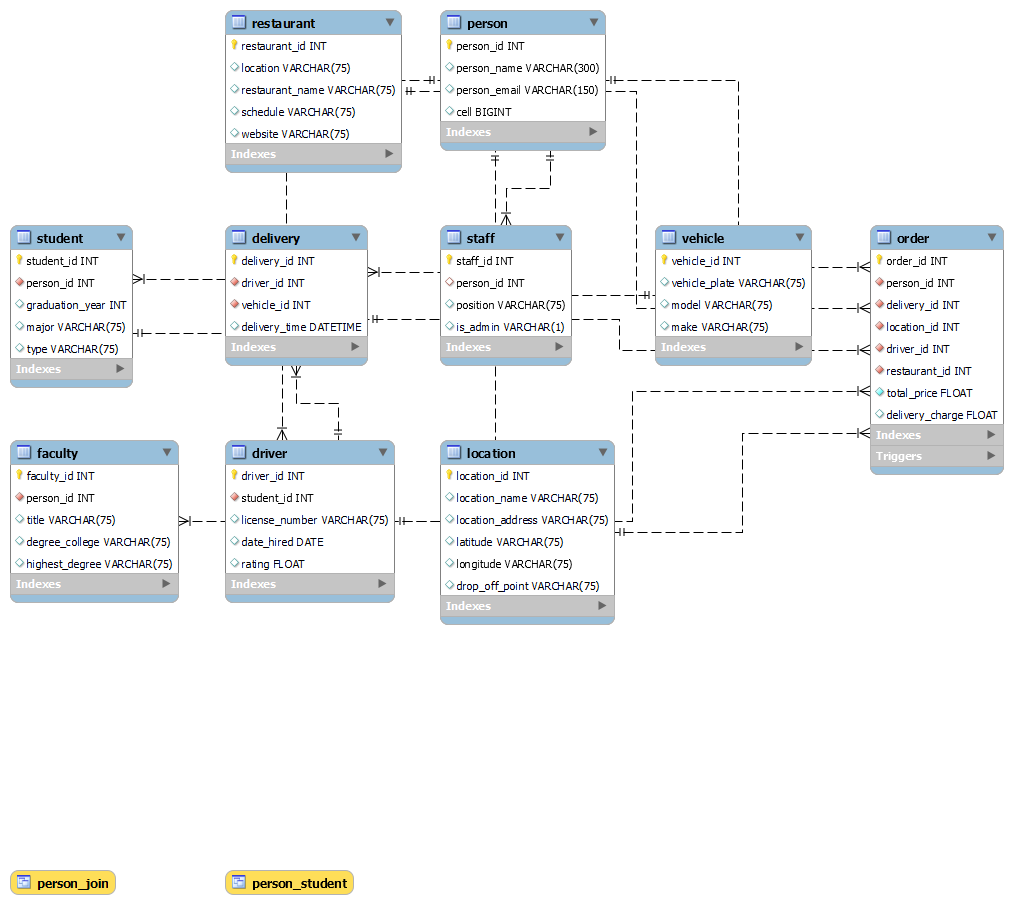 restaurant
restaurant_id INT
location VARCHAR(75)
restaurant_name VARCHAR(75)
schedule VARCHAR(75)
website VARCHAR(75)
Indexes
person
person_id INT
person_name VARCHAR(300)
person_email VARCHAR(150)
cell BIGINT
Indexes
student
student_id INT
person_id INT
graduation_year INT
major VARCHAR(75)
type VARCHAR(75)
Indexes
delivery
delivery_id INT
driver_id INT
vehicle_id INT
delivery_time DATETIME
Indexes
staff
staff_id INT
person_id INT
position VARCHAR(75)
is_admin VARCHAR(1)
Indexes
vehicle
vehicle_id INT
vehicle_plate VARCHAR(75)
model VARCHAR(75)
make VARCHAR(75)
Indexes
order
order_id INT
person_id INT
delivery_id INT
location_id INT
driver_id INT
restaurant_id INT
total_price FLOAT
delivery_charge FLOAT
Indexes
Triggers
faculty
faculty_id INT
person_id INT
title VARCHAR(75)
degree_college VARCHAR(75)
highest_degree VARCHAR(75)
Indexes
driver
driver_id INT
student_id INT
license_number VARCHAR(75)
date_hired DATE
rating FLOAT
Indexes
location
location_id INT
location_name VARCHAR(75)
location_address VARCHAR(75)
latitude VARCHAR(75)
longitude VARCHAR(75)
drop_off_point VARCHAR(75)
Indexes
person_join
person_student